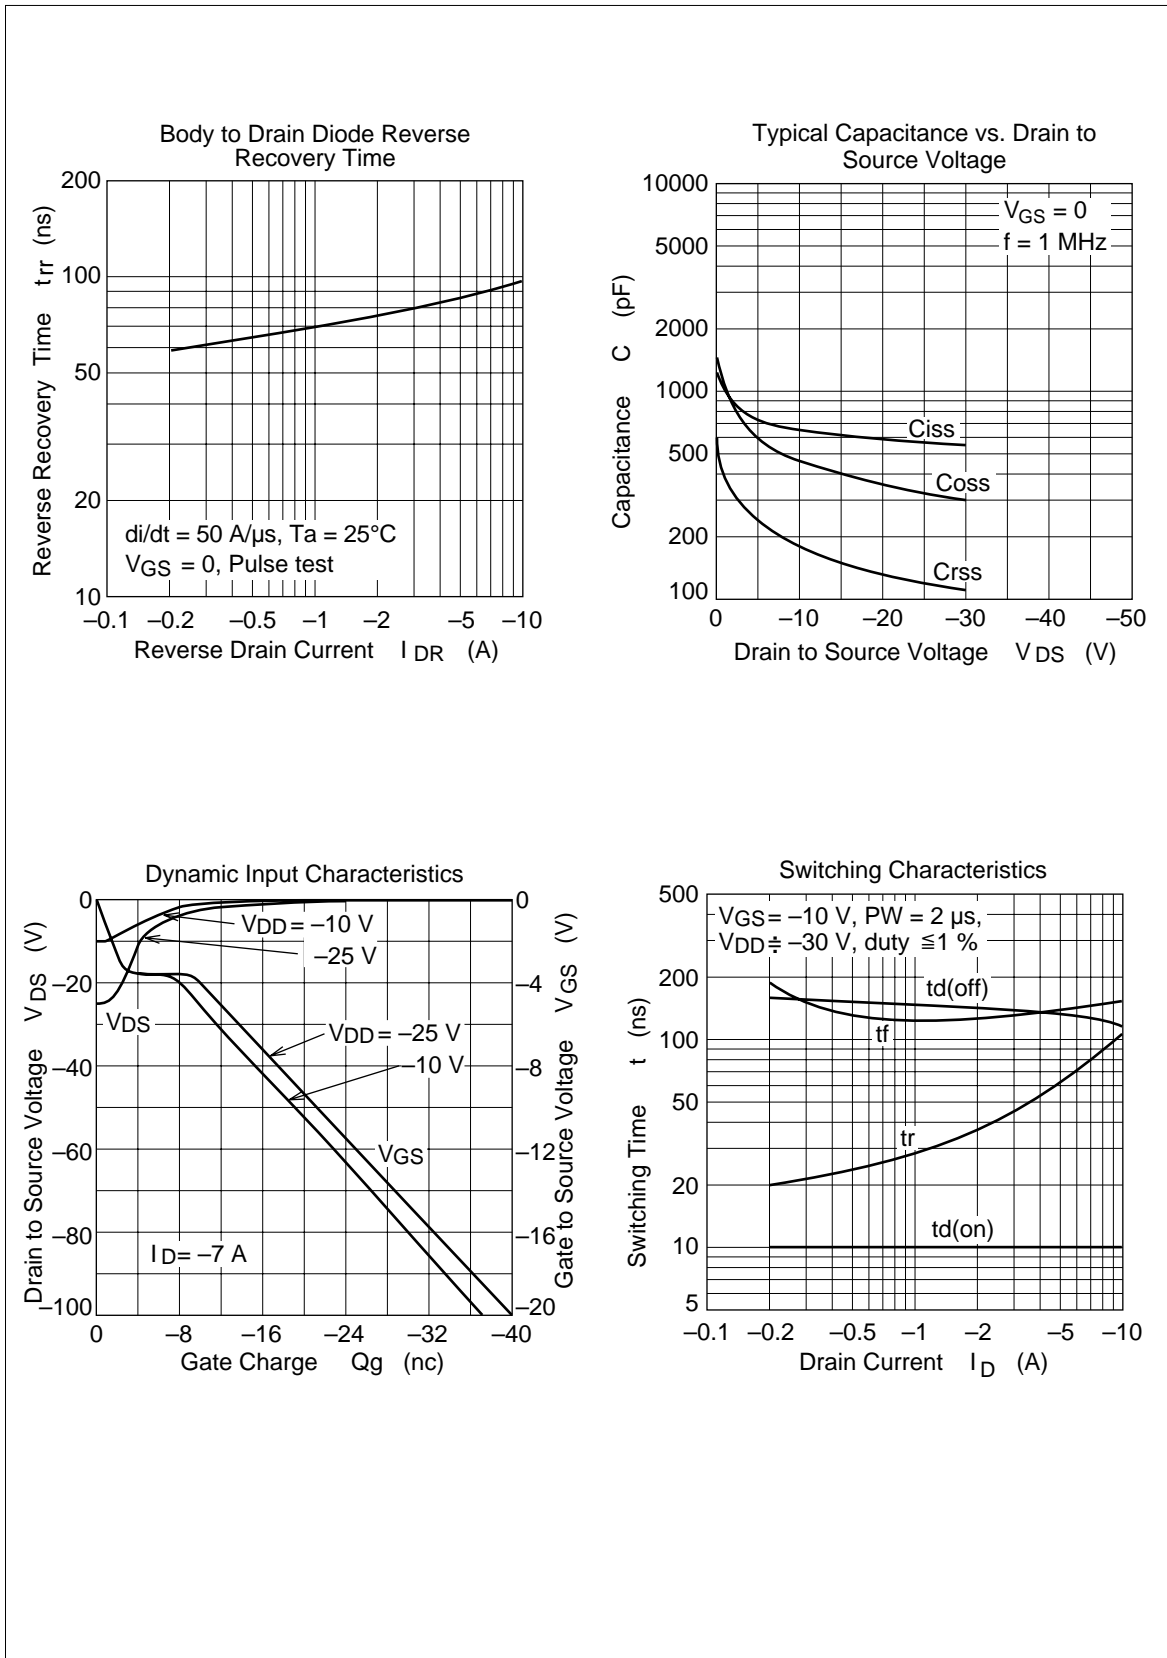 Body to Drain Diode Reverse
Recovery Time
200
100
50
20
10
Reverse Recovery Time trr (ns)
di/dt = 50 A/µs, Ta = 25°C
VGS = 0, Pulse test
–0.1 –0.2 –0.5 –1 –2 –5 –10
Reverse Drain Current I DR (A)
Typical Capacitance vs. Drain to
Source Voltage
10000
5000
2000
1000
500
200
100
Capacitance C (pF)
VGS = 0
f = 1 MHz
Ciss
Coss
Crss
0 –10 –20 –30 –40 –50
Drain to Source Voltage V DS (V)
Dynamic Input Characteristics
0
–20
–40
–60
–80
–100
Drain to Source Voltage V DS (V)
VDD = –10 V
–25 V
VDS
VDD = –25 V
–10 V
VGS
I D = –7 A
0
–4
–8
–12
–16
–20
Gate to Source Voltage V GS (V)
0 –8 –16 –24 –32 –40
Gate Charge Qg (nc)
Switching Characteristics
500
200
100
50
20
10
5
Switching Time t (ns)
VGS = –10 V, PW = 2 µs,
VDD ≑ –30 V, duty ≦ 1 %
td(off)
tf
tr
td(on)
–0.1 –0.2 –0.5 –1 –2 –5 –10
Drain Current I D (A)